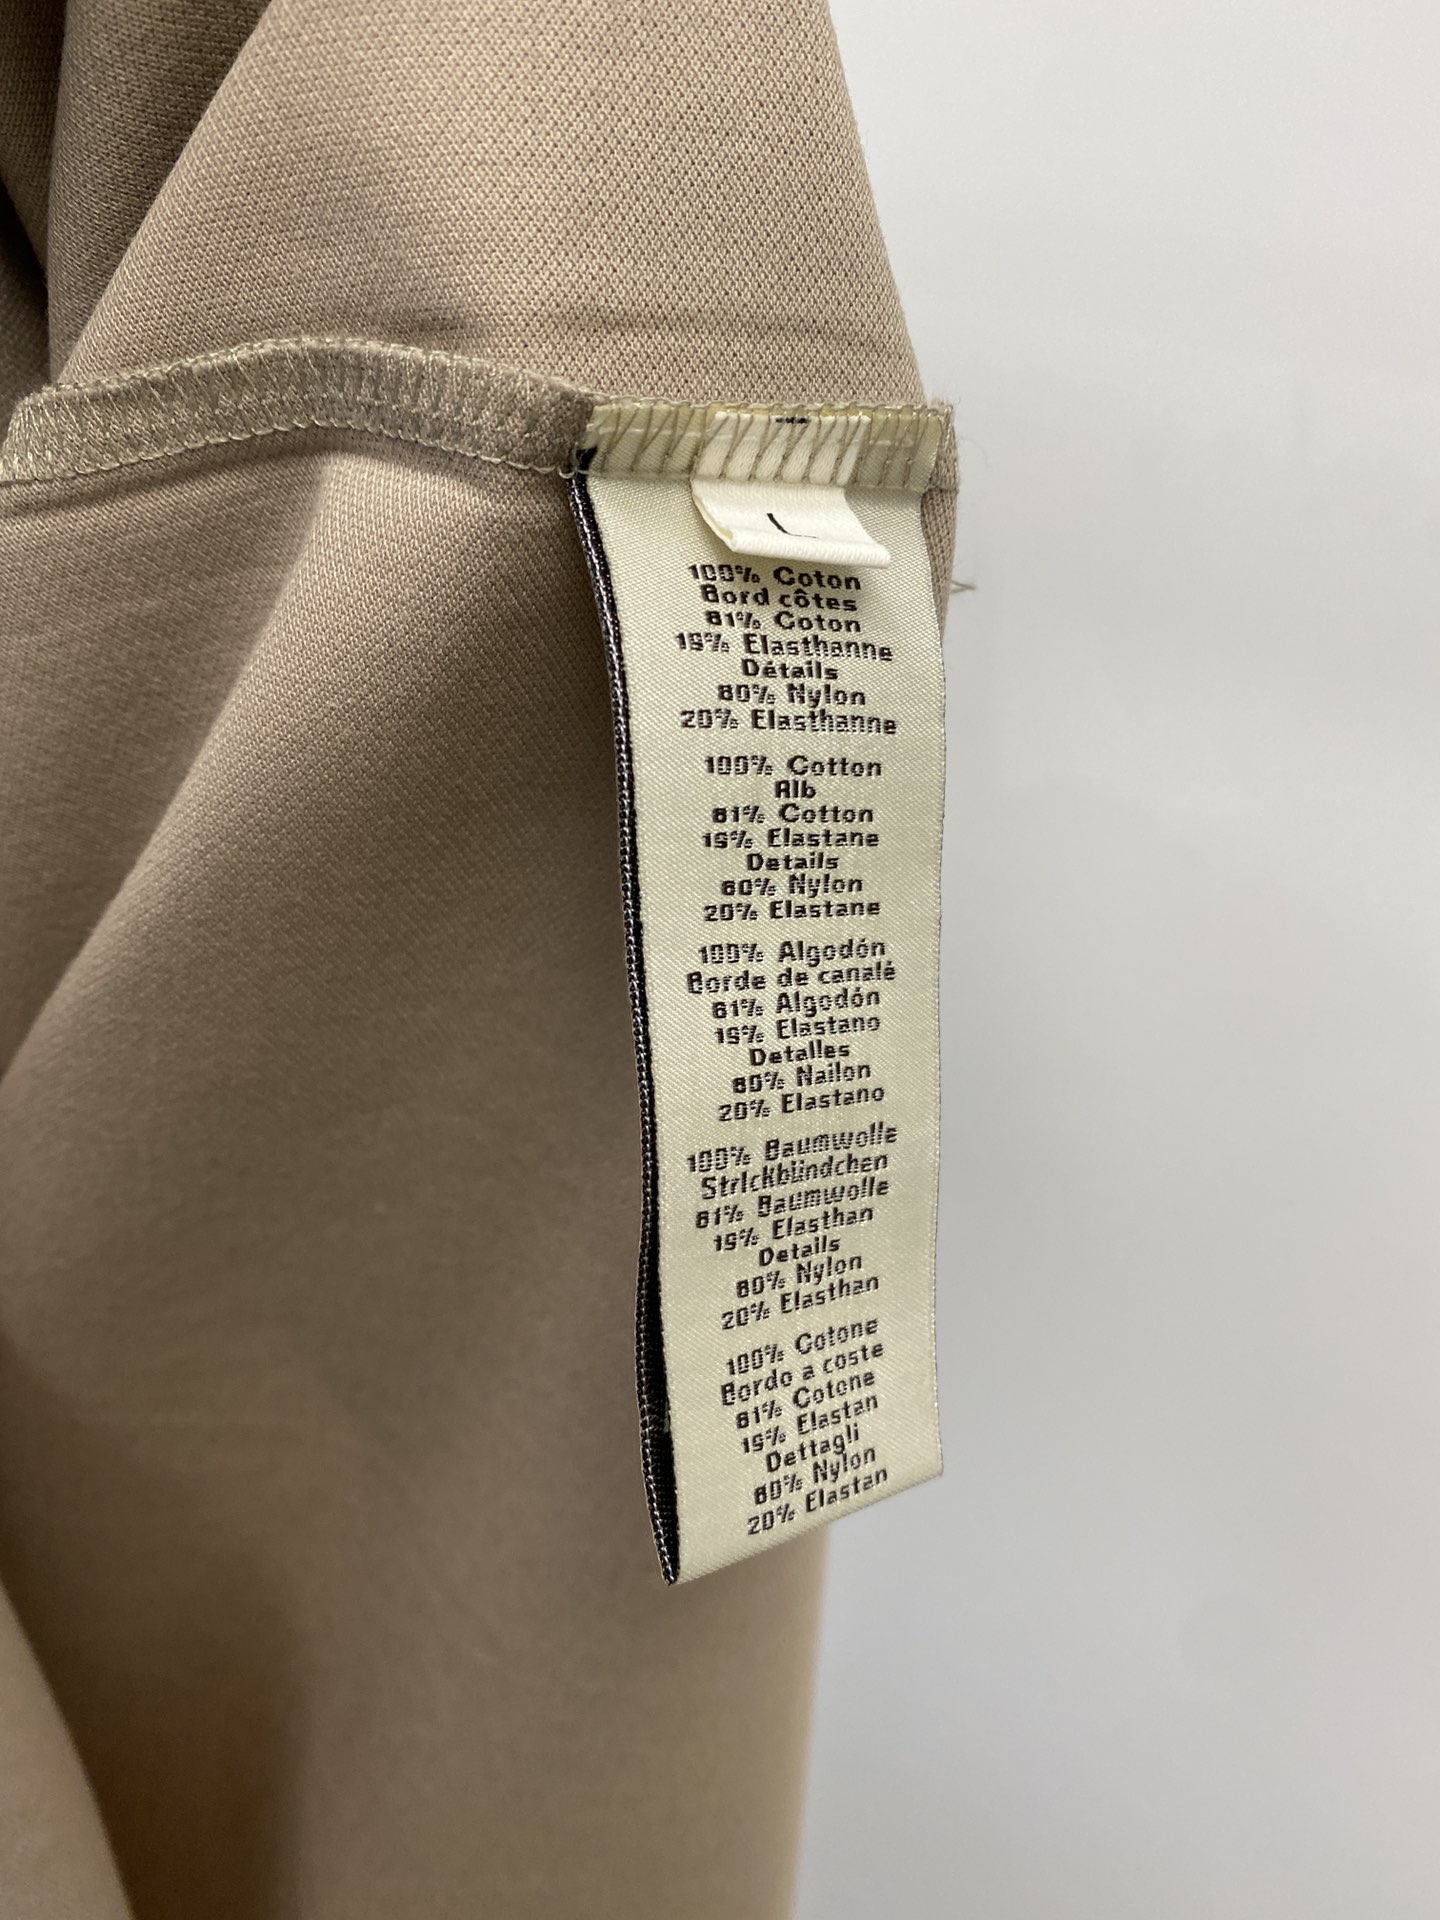 L
100% Coton
Bord côtes
81% Coton
19% Elasthanne
Détails
80% Nylon
20% Elasthanne
100% Cotton
Rib
81% Cotton
19% Elastane
Details
80% Nylon
20% Elastane
100% Algodón
Borde de canalé
81% Algodón
19% Elastano
Detalles
80% Nailon
20% Elastano
100% Baumwolle
Strickbündchen
81% Baumwolle
19% Elasthan
Details
80% Nylon
20% Elasthan
100% Cotone
Bordo a coste
81% Cotone
19% Elastan
Dettagli
80% Nylon
20% Elastan